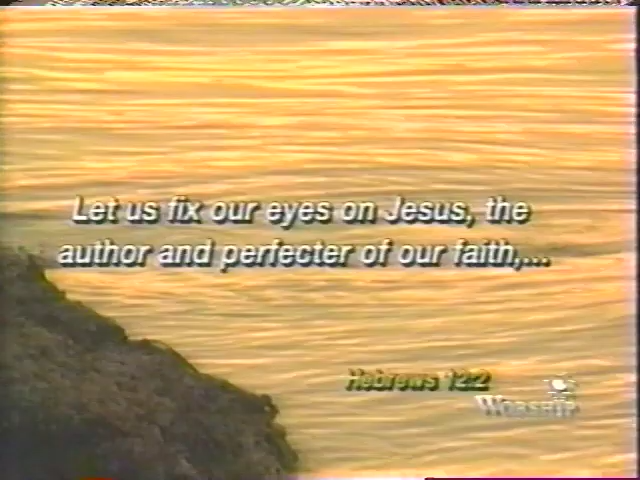 Let us fix our eyes on Jesus, the
author and perfecter of our faith,...
Hebrews 12:2
Worship